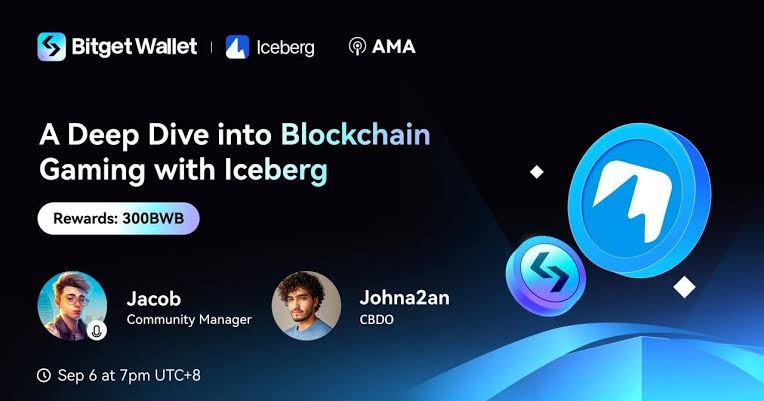 Bitget Wallet | Iceberg AMA
A Deep Dive into Blockchain
Gaming with Iceberg
Rewards: 300BWB
Jacob
Community Manager
Johna2an
CBDO
Sep 6 at 7pm UTC+8